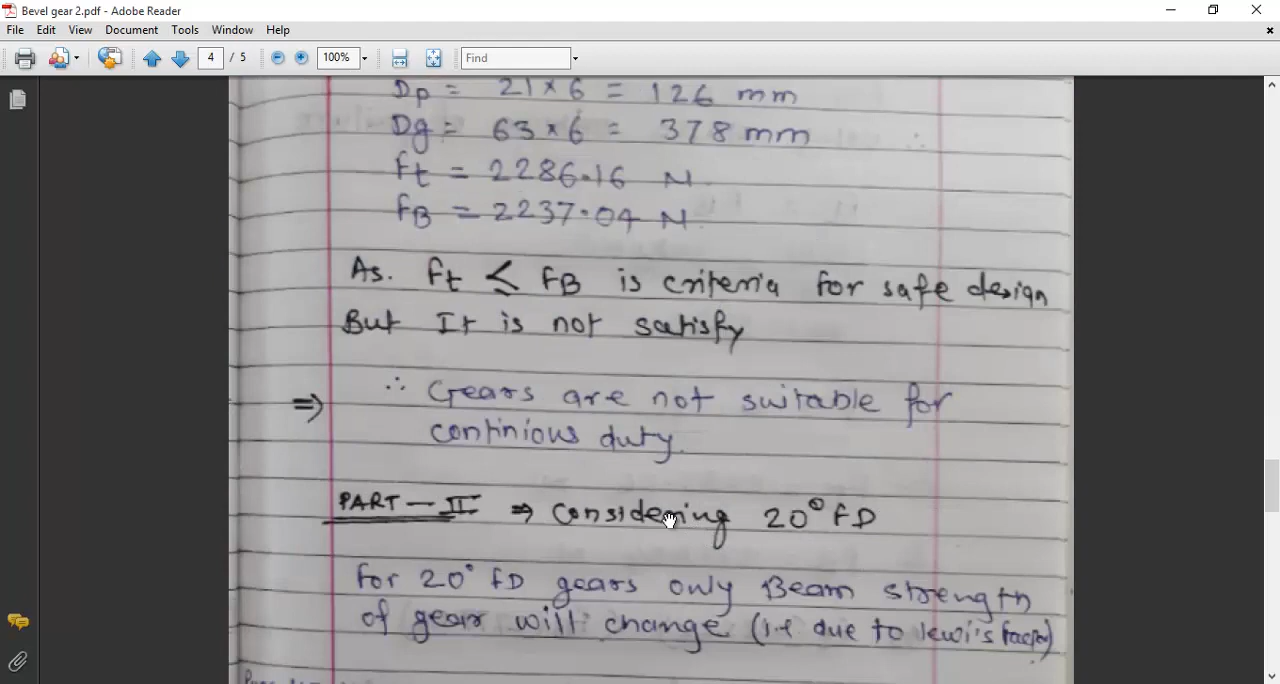 Bevel gear 2.pdf - Adobe Reader
File Edit View Document Tools Window Help
4 / 5 100% Find
Dp = 21 × 6 = 126 mm
Dg = 63 × 6 = 378 mm
Ft = 2286.16 N
FB = 2237.04 N
As. Ft ≤ FB is criteria for safe design
But It is not satisfy
⇒ ∴ Gears are not suitable for
continious duty.
PART - II ⇒ Considering 20° FD
For 20° FD gears only Beam strength
of gear will change (i.e due to lewi's factor)